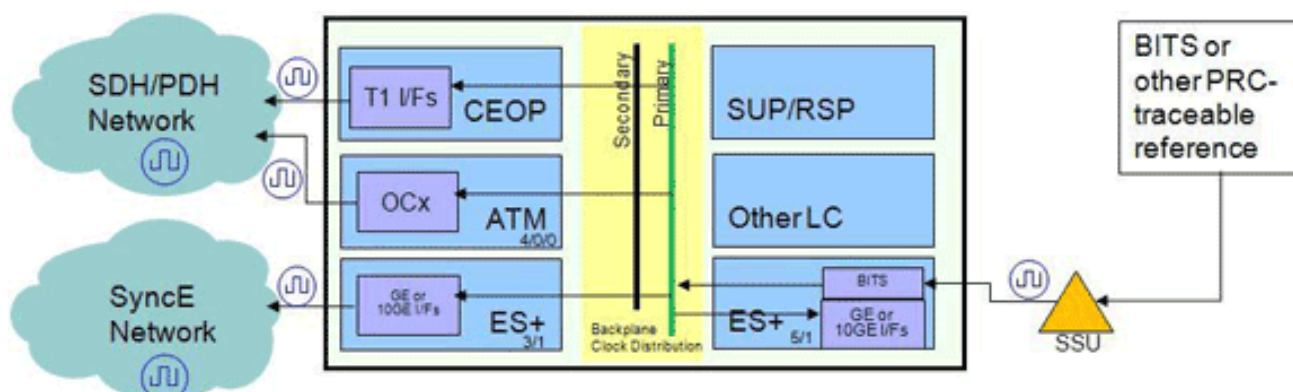 SDH/PDH
Network
SyncE
Network
T1 I/Fs
CEOP
OCx
ATM
4/0/0
GE or
10GE I/Fs
ES+
3/1
Secondary
Primary
Backplane
Clock Distribution
SUP/RSP
Other LC
BITS
GE or
10GE I/Fs
ES+
5/1
SSU
BITS or
other PRC-
traceable
reference